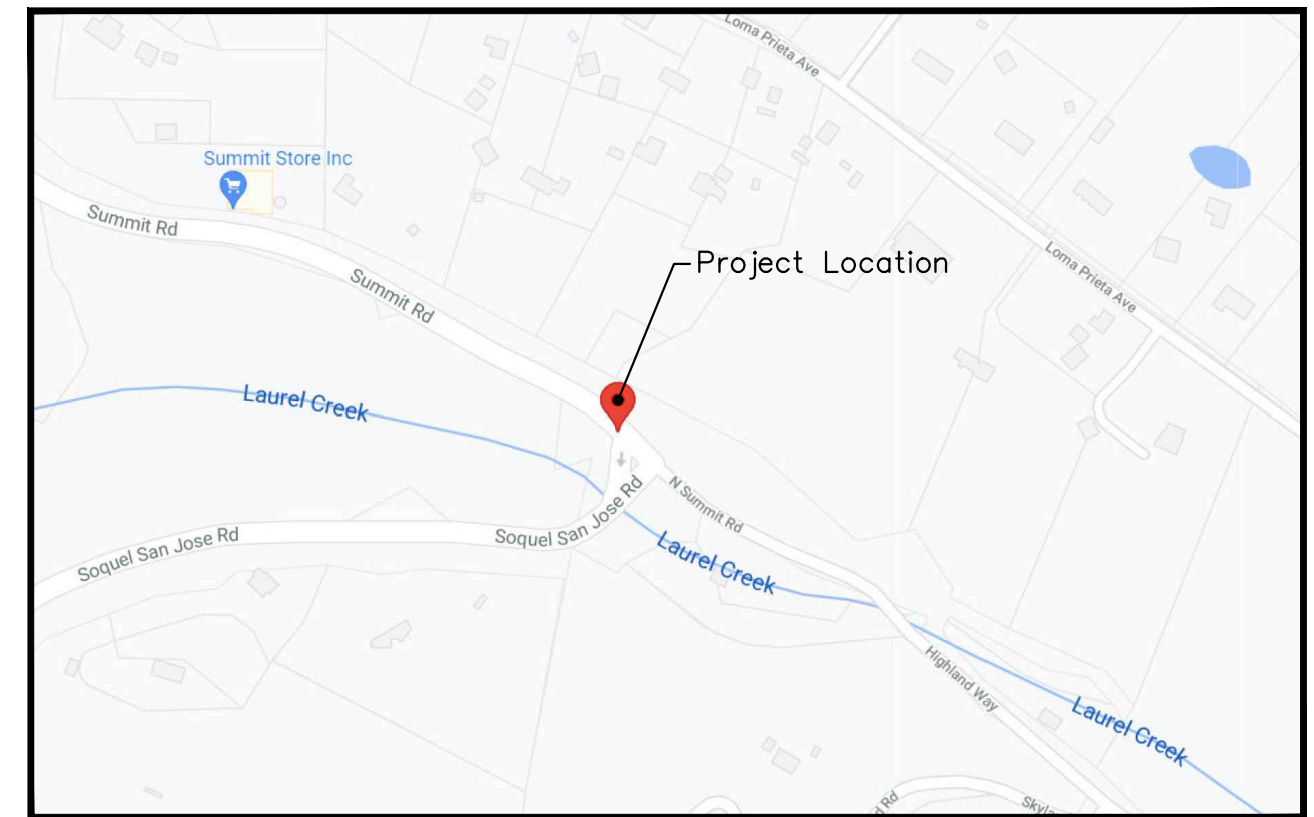 Loma Prieta Ave
Summit Store Inc
Summit Rd
Loma Prieta Ave
Project Location
Summit Rd
Laurel Creek
N Summit Rd
Soquel San Jose Rd
Soquel San Jose Rd
Laurel Creek
Highland Way
Laurel Creek
Rd